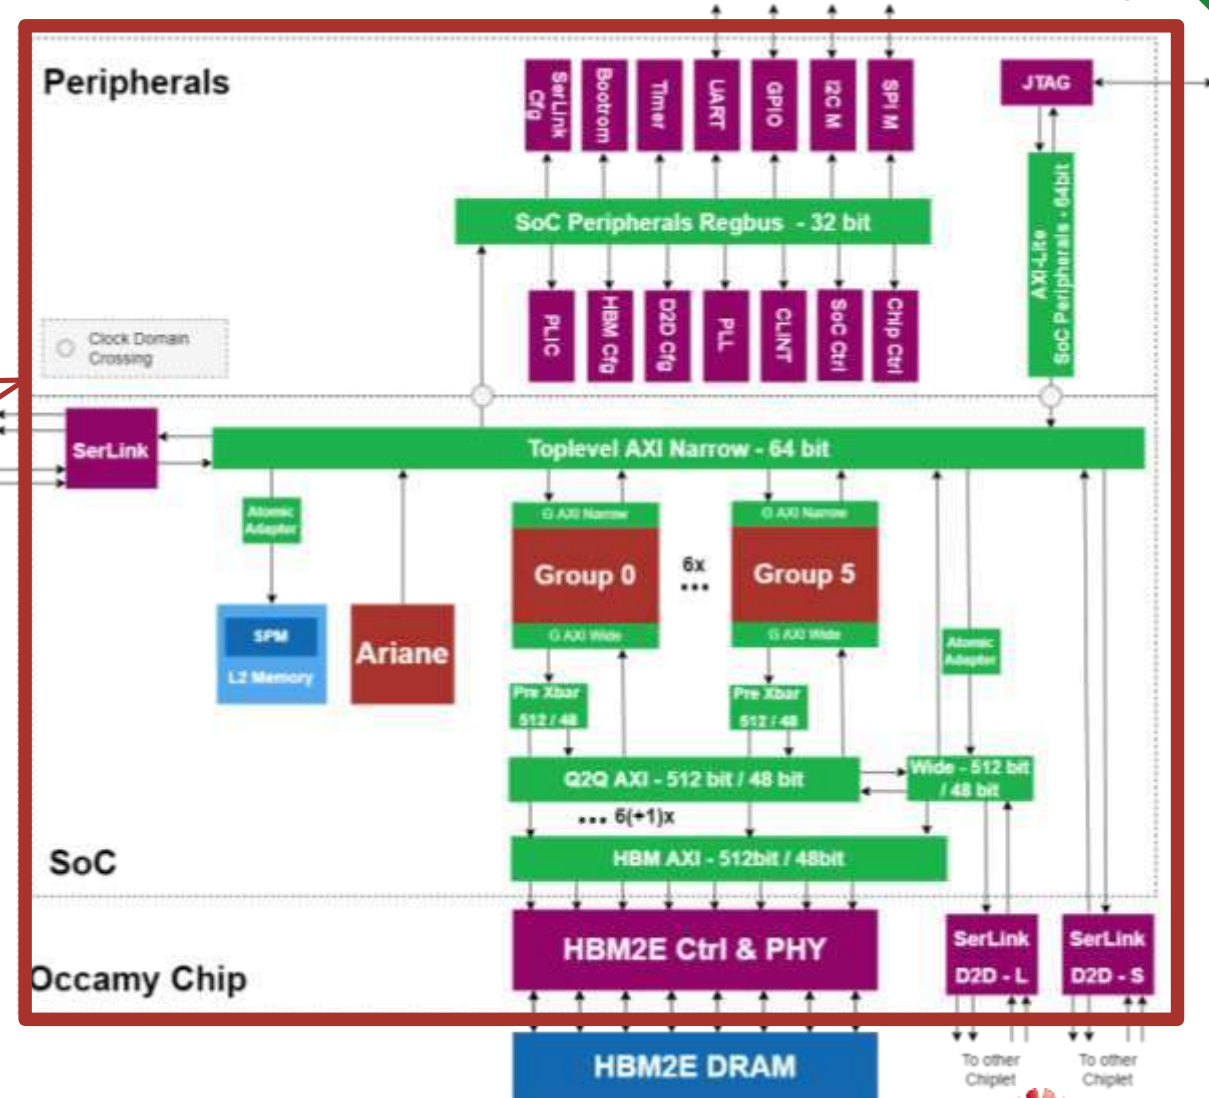 Peripherals
SerLink
Cfg
Bootrom
Timer
UART
GPIO
I2C M
SPI M
JTAG
SoC Peripherals Regbus - 32 bit
AXI-Lite
SoC Peripherals - 64bit
PLIC
HBM Cfg
D2D Cfg
PLL
CLINT
SoC Ctrl
Chip Ctrl
Clock Domain
Crossing
SerLink
Toplevel AXI Narrow - 64 bit
Atomic
Adapter
G AXI Narrow
G AXI Narrow
Group 0
6x
...
Group 5
G AXI Wide
G AXI Wide
SPM
L2 Memory
Ariane
Atomic
Adapter
Pre Xbar
512 / 48
Pre Xbar
512 / 48
Q2Q AXI - 512 bit / 48 bit
Wide - 512 bit
/ 48 bit
... 6(+1)x
HBM AXI - 512bit / 48bit
SoC
HBM2E Ctrl & PHY
SerLink
D2D - L
SerLink
D2D - S
Occamy Chip
HBM2E DRAM
To other
Chiplet
To other
Chiplet